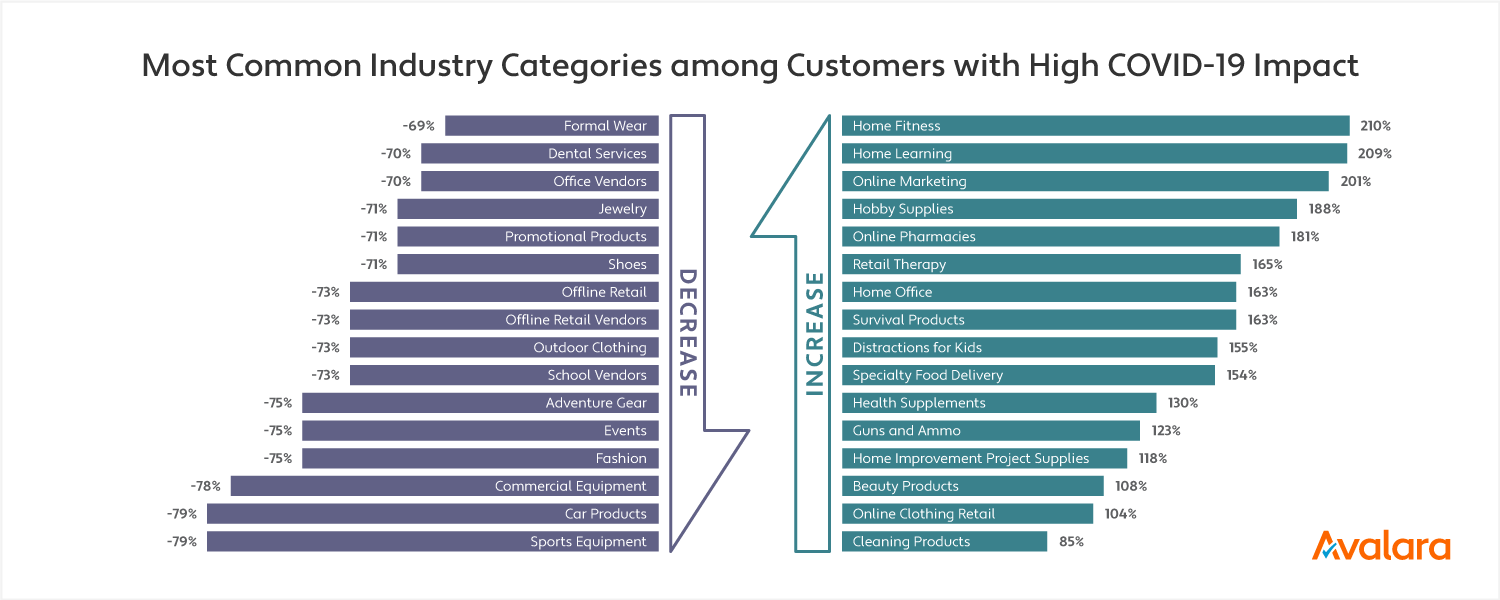 Most Common Industry Categories among Customers with High COVID-19 Impact
-69% Formal Wear
-70% Dental Services
-70% Office Vendors
-71% Jewelry
-71% Promotional Products
-71% Shoes
-73% Offline Retail
-73% Offline Retail Vendors
-73% Outdoor Clothing
-73% School Vendors
-75% Adventure Gear
-75% Events
-75% Fashion
-78% Commercial Equipment
-79% Car Products
-79% Sports Equipment
DECREASE
INCREASE
Home Fitness 210%
Home Learning 209%
Online Marketing 201%
Hobby Supplies 188%
Online Pharmacies 181%
Retail Therapy 165%
Home Office 163%
Survival Products 163%
Distractions for Kids 155%
Specialty Food Delivery 154%
Health Supplements 130%
Guns and Ammo 123%
Home Improvement Project Supplies 118%
Beauty Products 108%
Online Clothing Retail 104%
Cleaning Products 85%
Avalara